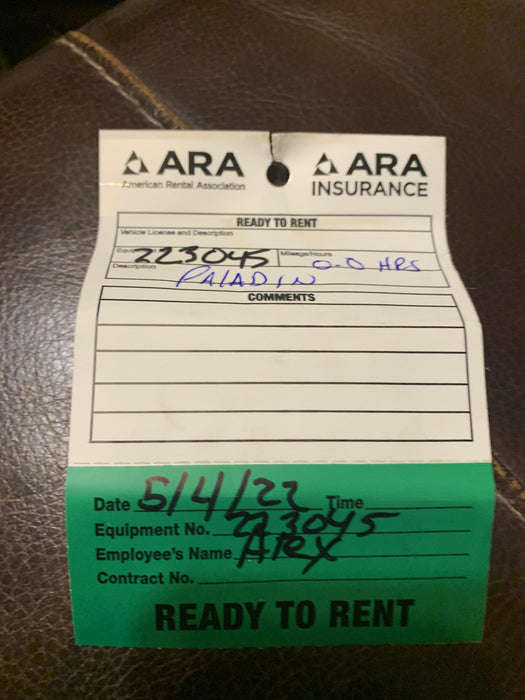 ARA ARA
American Rental Association INSURANCE
READY TO RENT
Vehicle License and Description
223045 Mileage/Hours 0.0 HRS
Description PALADIN
COMMENTS
Date 5/4/22 Time
Equipment No. 223045
Employee's Name Alex
Contract No.
READY TO RENT